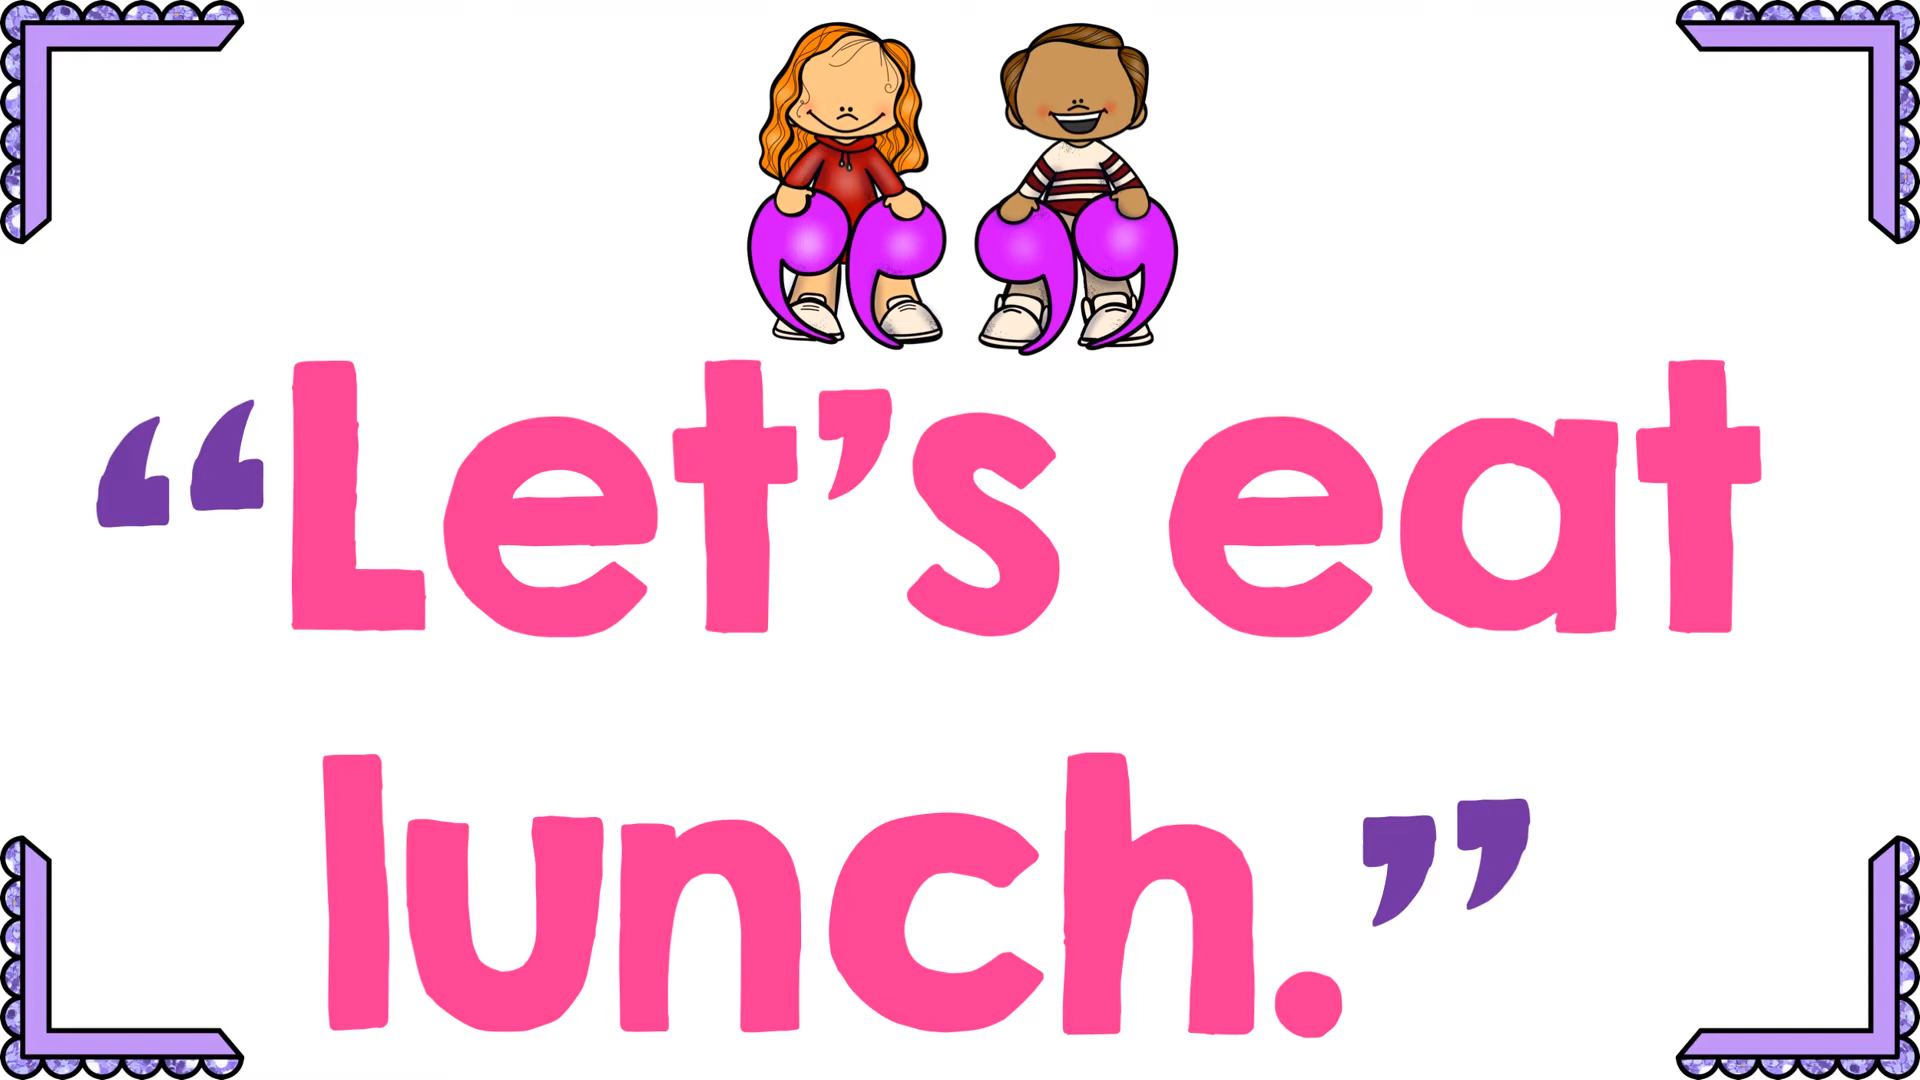 “Let’s eat
lunch.”